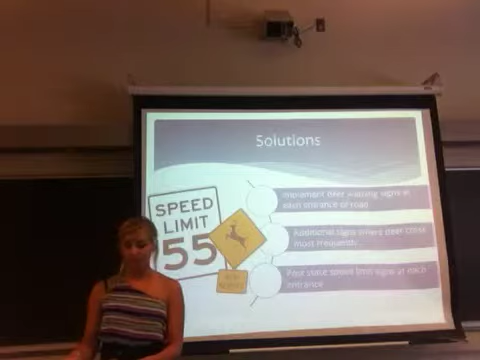 Solutions
SPEED
LIMIT
55
Implement deer warning signs at
each entrance of road
Additional signs where deer cross
most frequently...
Post state speed limit signs at each
entrance